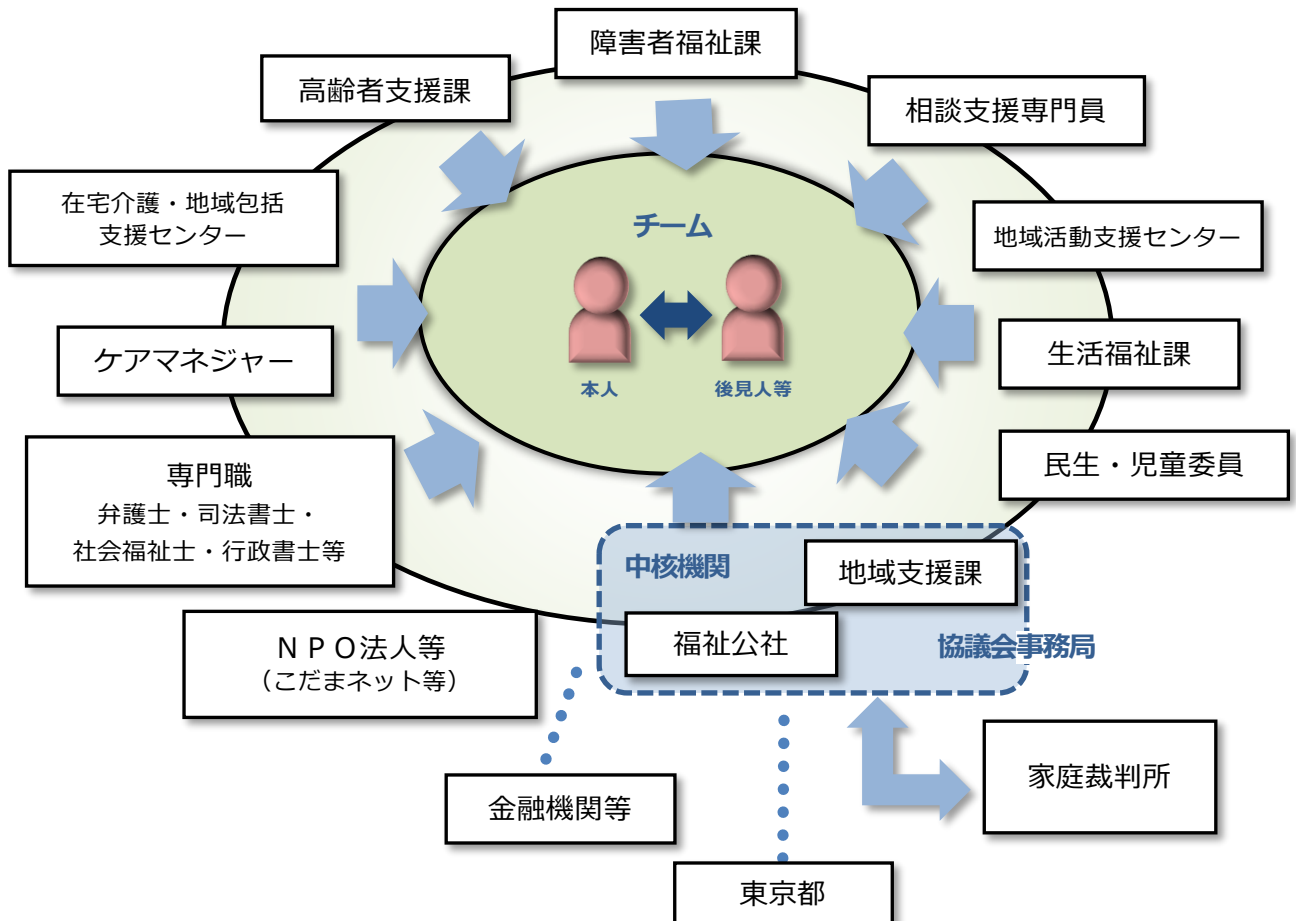 障害者福祉課
高齢者支援課
相談支援専門員
在宅介護・地域包括
支援センター
地域活動支援センター
チーム
本人
後見人等
ケアマネジャー
生活福祉課
専門職
弁護士・司法書士・
社会福祉士・行政書士等
民生・児童委員
中核機関
地域支援課
福祉公社
協議会事務局
ＮＰＯ法人等
（こだまネット等）
金融機関等
家庭裁判所
東京都